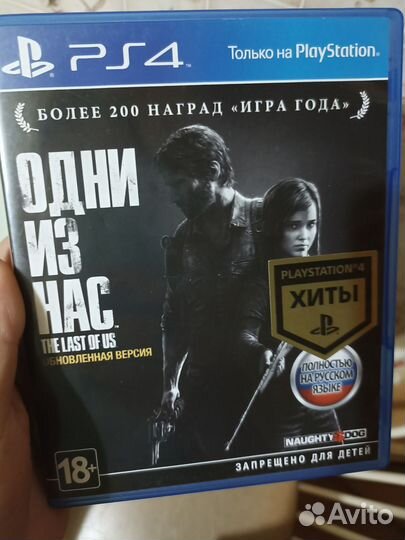 PS4
Только на PlayStation
БОЛЕЕ 200 НАГРАД «ИГРА ГОДА»
ОДНИ
ИЗ
НАС
THE LAST OF US
ОБНОВЛЕННАЯ ВЕРСИЯ
PLAYSTATION®4
ХИТЫ
ПОЛНОСТЬЮ
НА РУССКОМ
ЯЗЫКЕ
NAUGHTY DOG
18+
ЗАПРЕЩЕНО ДЛЯ ДЕТЕЙ
Avito